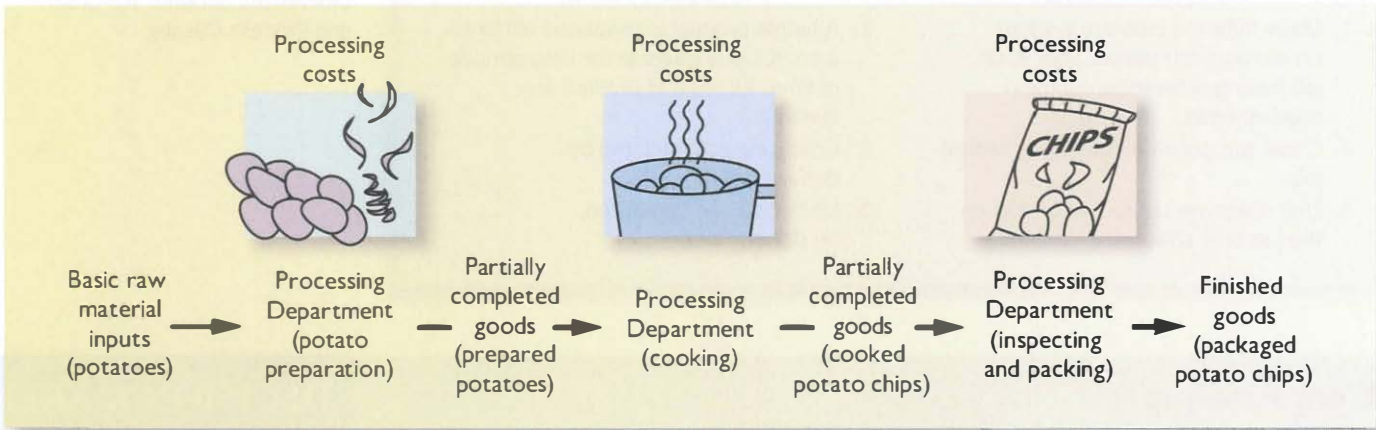 Processing
costs
Processing
costs
Processing
costs
CHIPS
Basic raw
material
inputs
(potatoes)
Processing
Department
(potato
preparation)
Partially
completed
goods
(prepared
potatoes)
Processing
Department
(cooking)
Partially
completed
goods
(cooked
potato chips)
Processing
Department
(inspecting
and packing)
Finished
goods
(packaged
potato chips)